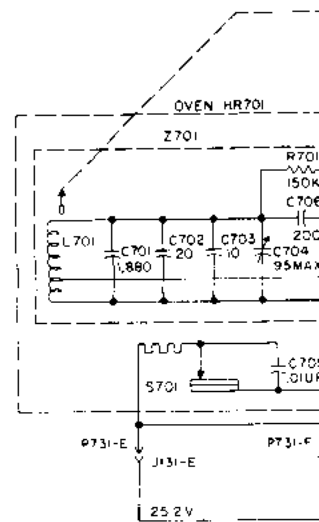 OVEN HR701
Z701
R701
150K
C706
200
L701
C701
1,880
C702
20
C703
10
C704
95MAX
S701
C705
.01UF
P731-E
J131-E
P731-F
25.2V